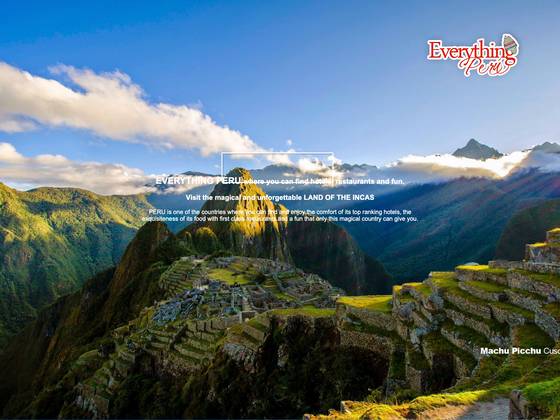 Everything
Perú
EVERYTHING PERU where you can find hotels, restaurants and fun,
Visit the magical and unforgettable LAND OF THE INCAS
PERU is one of the countries where you can find and enjoy the comfort of its top ranking hotels, the
exquisiteness of its food with first class restaurants and a fun that only this magical country can give you.
Machu Picchu Cusc